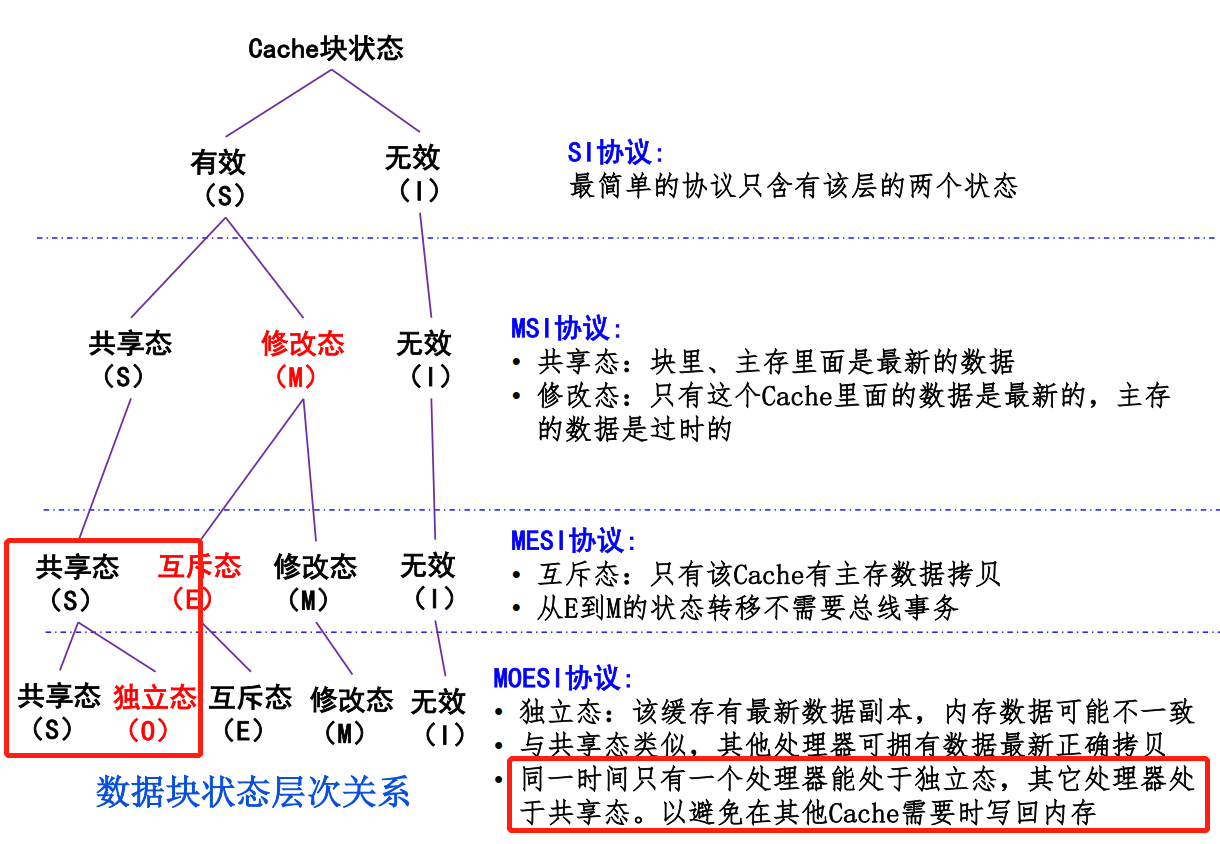 Cache块状态
有效
(S)
无效
(I)
SI协议:
最简单的协议只含有该层的两个状态
共享态
(S)
修改态
(M)
无效
(I)
MSI协议:
• 共享态：块里、主存里面是最新的数据
• 修改态：只有这个Cache里面的数据是最新的，主存
的数据是过时的
共享态
(S)
互斥态
(E)
修改态
(M)
无效
(I)
MESI协议:
• 互斥态：只有该Cache有主存数据拷贝
• 从E到M的状态转移不需要总线事务
共享态
(S)
独立态
(O)
互斥态
(E)
修改态
(M)
无效
(I)
MOESI协议:
• 独立态：该缓存有最新数据副本，内存数据可能不一致
• 与共享态类似，其他处理器可拥有数据最新正确拷贝
• 同一时间只有一个处理器能处于独立态，其它处理器处
于共享态。以避免在其他Cache需要时写回内存
数据块状态层次关系